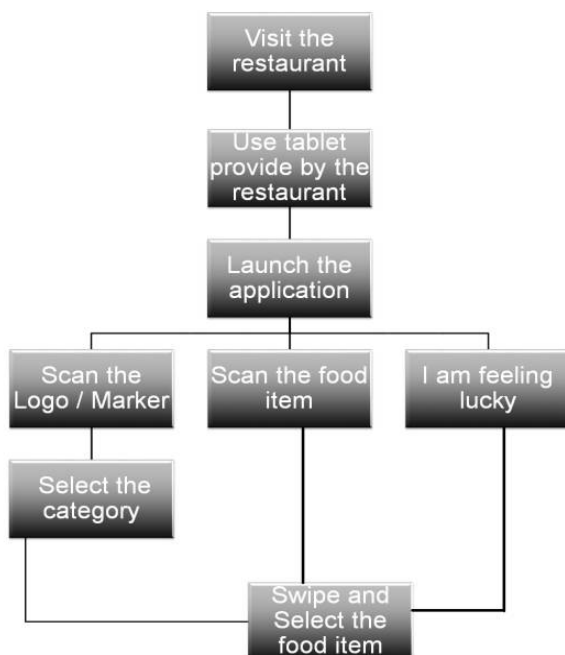 Visit the
restaurant
Use tablet
provide by the
restaurant
Launch the
application
Scan the
Logo / Marker
Scan the food
item
I am feeling
lucky
Select the
category
Swipe and
Select the
food item